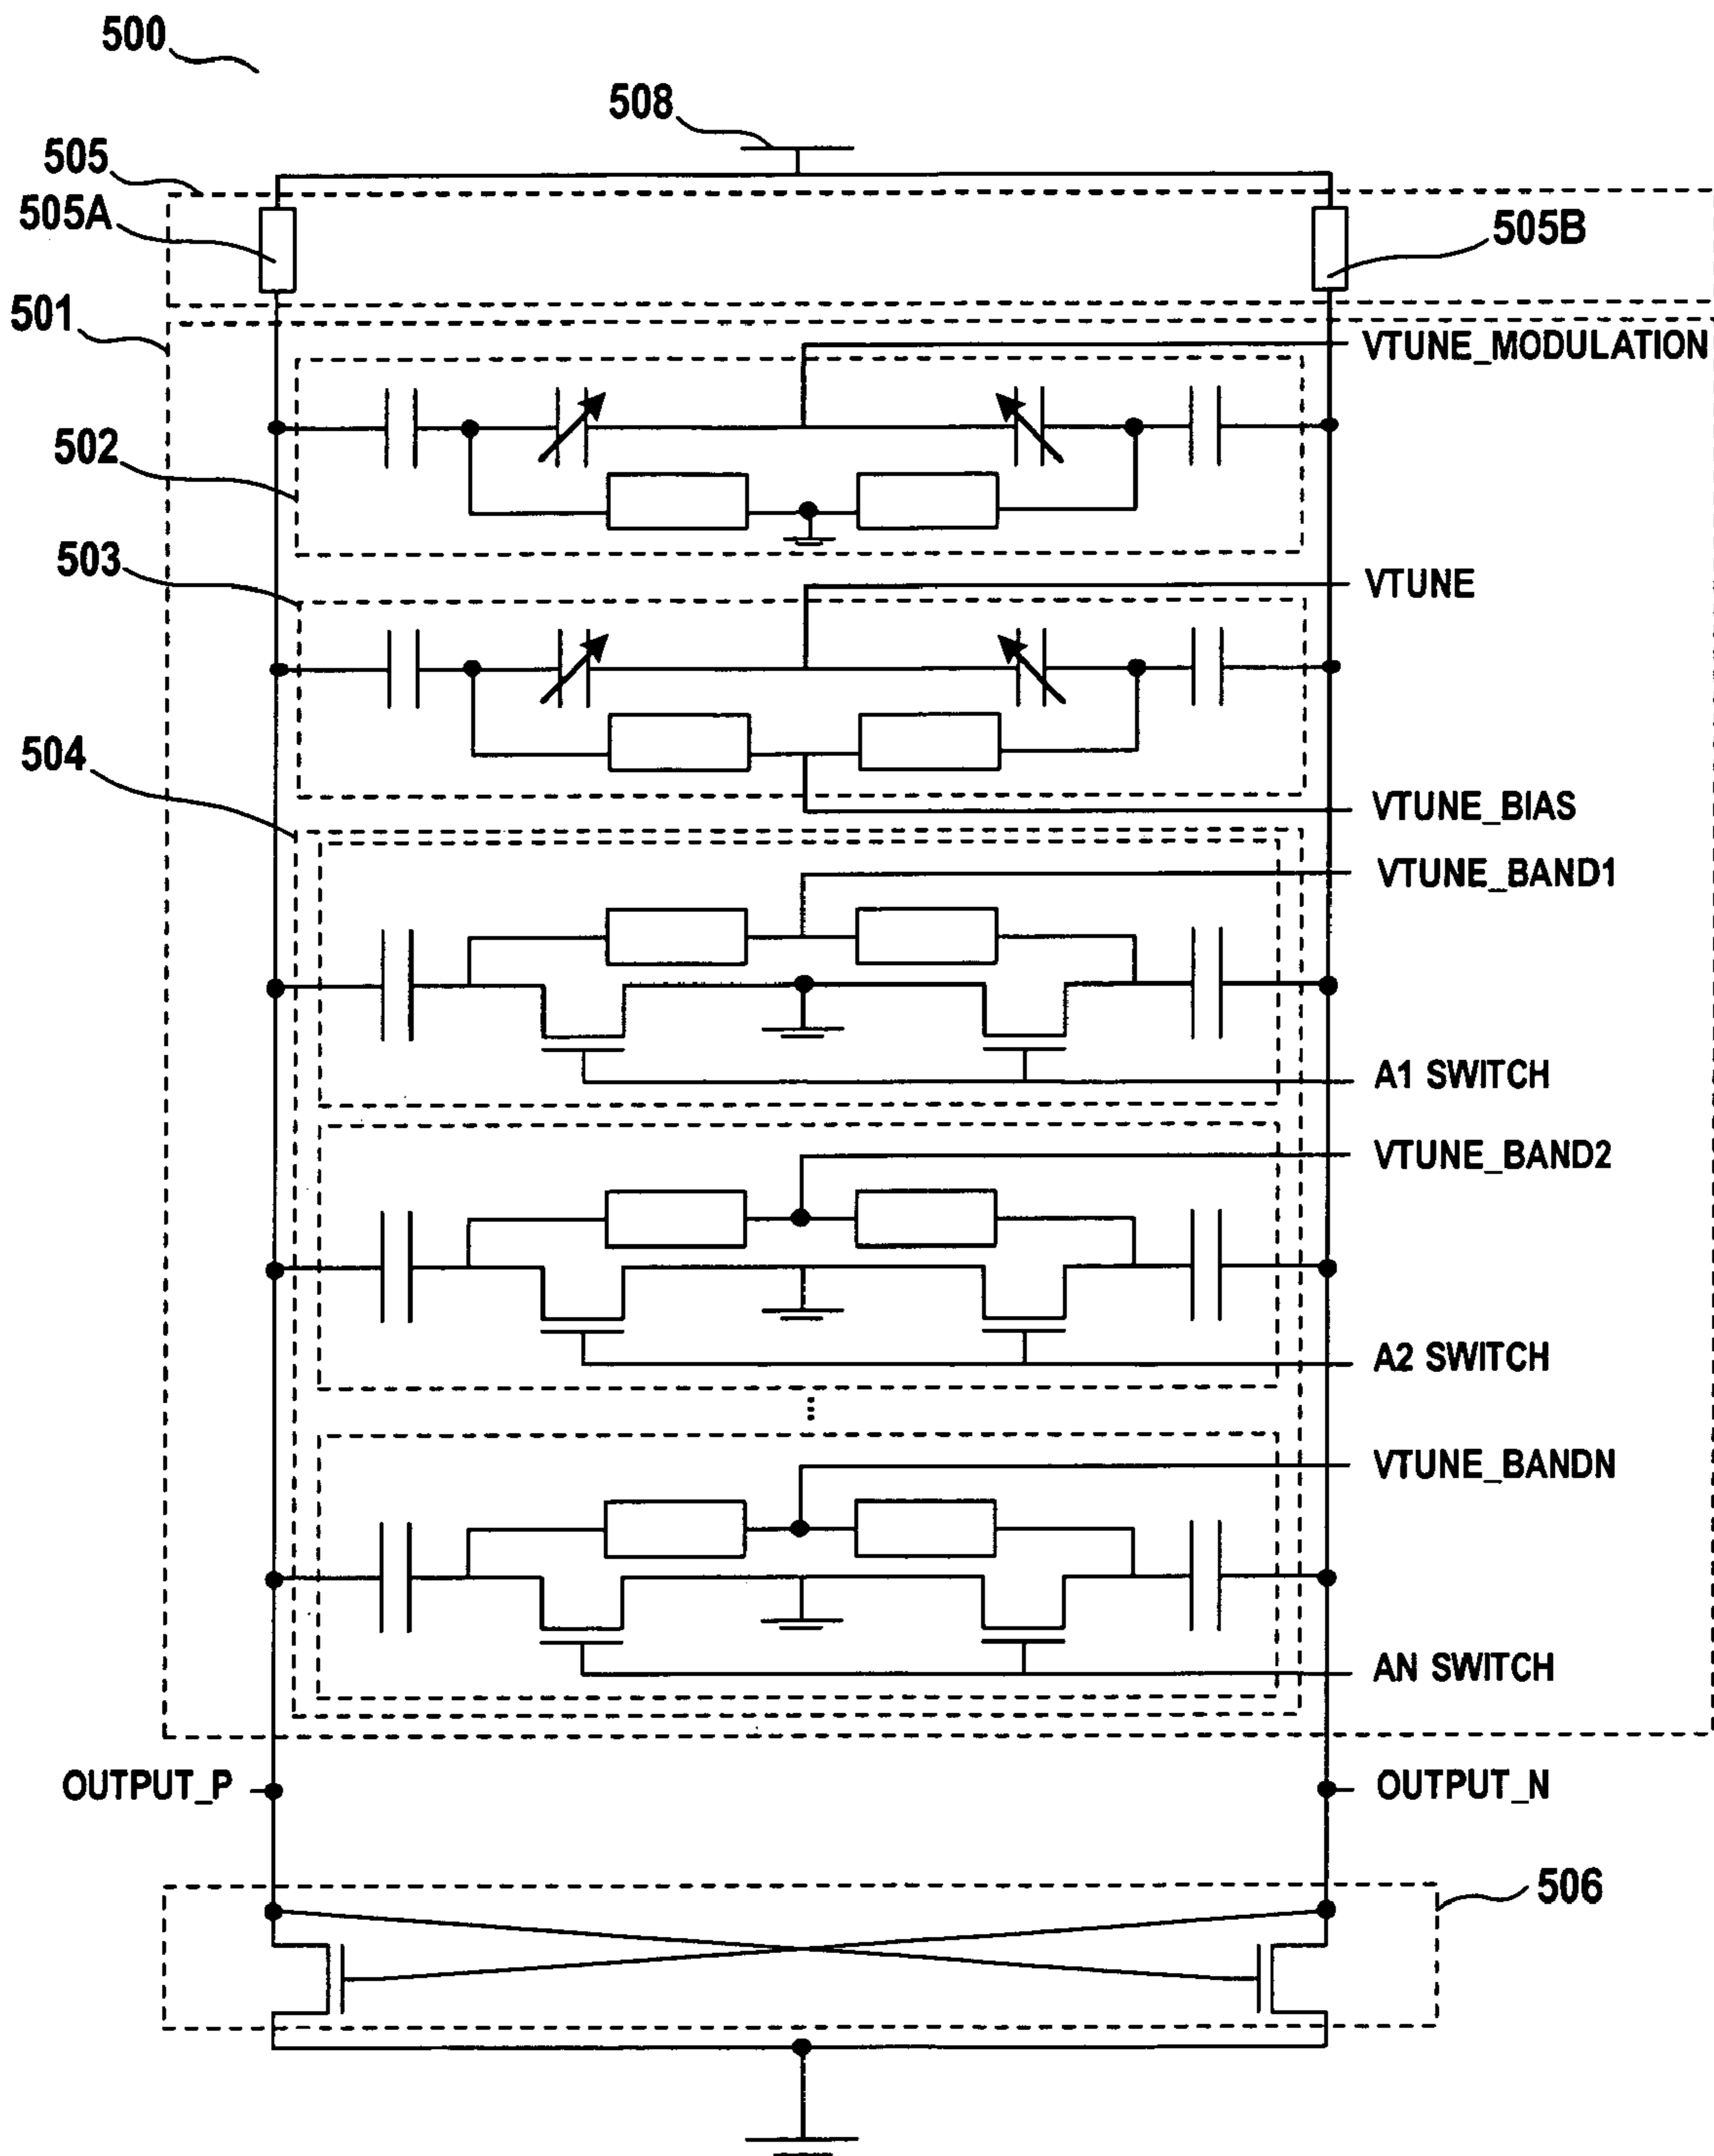 500
508
505
505A
505B
501
VTUNE_MODULATION
502
503
VTUNE
504
VTUNE_BIAS
VTUNE_BAND1
A1 SWITCH
VTUNE_BAND2
A2 SWITCH
VTUNE_BANDN
AN SWITCH
OUTPUT_P
OUTPUT_N
506